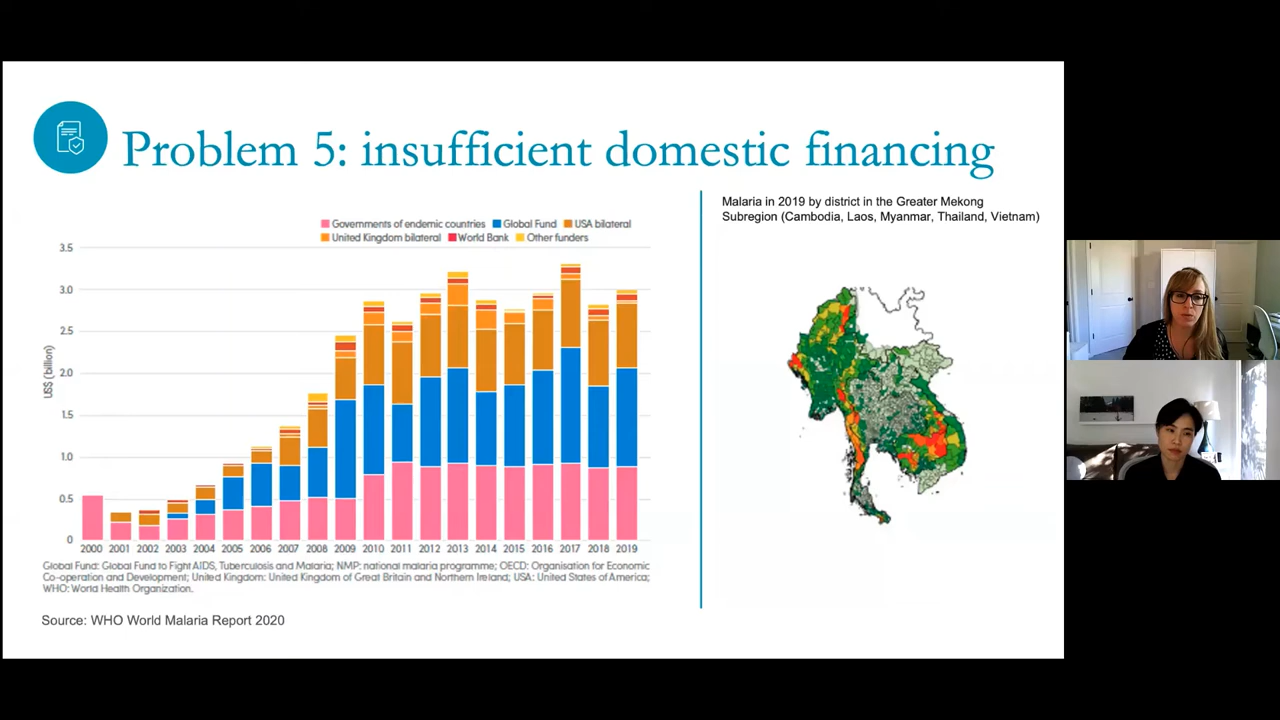 Problem 5: insufficient domestic financing
Governments of endemic countries Global Fund USA bilateral
United Kingdom bilateral World Bank Other funders
3.5
3.0
2.5
2.0
1.5
1.0
0.5
0
US$ (billion)
2000 2001 2002 2003 2004 2005 2006 2007 2008 2009 2010 2011 2012 2013 2014 2015 2016 2017 2018 2019
Global Fund: Global Fund to Fight AIDS, Tuberculosis and Malaria; NMP: national malaria programme; OECD: Organisation for Economic
Co-operation and Development; United Kingdom: United Kingdom of Great Britain and Northern Ireland; USA: United States of America;
WHO: World Health Organization.
Source: WHO World Malaria Report 2020
Malaria in 2019 by district in the Greater Mekong
Subregion (Cambodia, Laos, Myanmar, Thailand, Vietnam)